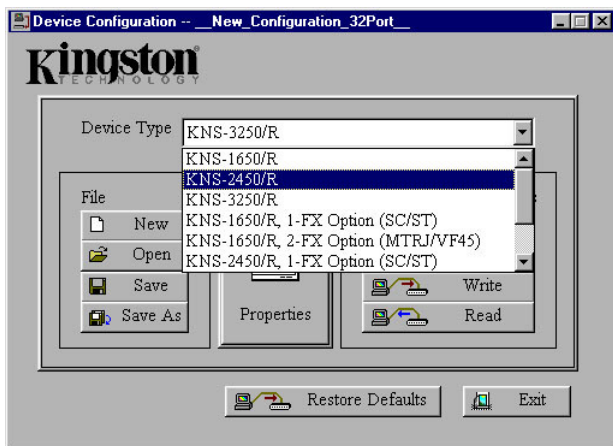 Device Configuration -- __New_Configuration_32Port__
Kingston
TECHNOLOGY
Device Type
KNS-3250/R
KNS-1650/R
KNS-2450/R
KNS-3250/R
KNS-1650/R, 1-FX Option (SC/ST)
KNS-1650/R, 2-FX Option (MTRJ/VF45)
KNS-2450/R, 1-FX Option (SC/ST)
File
New
Open
Save
Save As
Properties
Write
Read
Restore Defaults
Exit